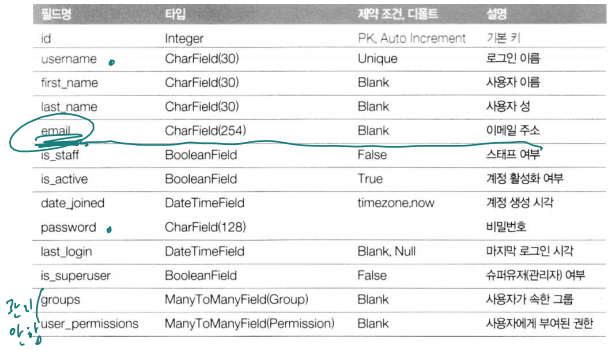 필드명 타입 제약 조건, 디폴트 설명
id Integer PK, Auto Increment 기본 키
username CharField(30) Unique 로그인 이름
first_name CharField(30) Blank 사용자 이름
last_name CharField(30) Blank 사용자 성
email CharField(254) Blank 이메일 주소
is_staff BooleanField False 스태프 여부
is_active BooleanField True 계정 활성화 여부
date_joined DateTimeField timezone.now 계정 생성 시각
password CharField(128) 비밀번호
last_login DateTimeField Blank, Null 마지막 로그인 시각
is_superuser BooleanField False 슈퍼유저(관리자) 여부
groups ManyToManyField(Group) Blank 사용자가 속한 그룹
user_permissions ManyToManyField(Permission) Blank 사용자에게 부여된 권한